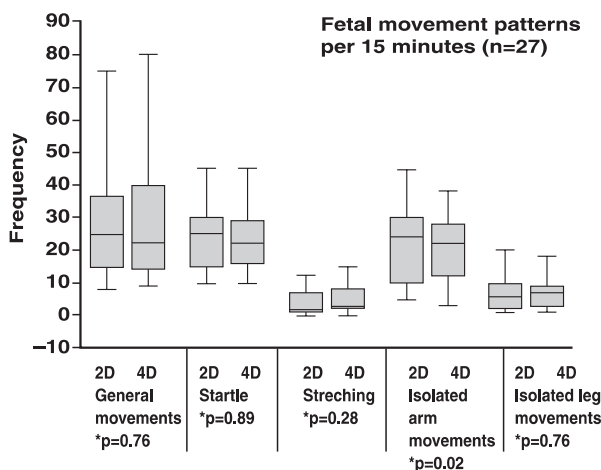 Fetal movement patterns
per 15 minutes (n=27)
Frequency
90
80
70
60
50
40
30
20
10
0
−10
2D 4D
General
movements
*p=0.76
2D 4D
Startle
*p=0.89
2D 4D
Streching
*p=0.28
2D 4D
Isolated
arm
movements
*p=0.02
2D 4D
Isolated leg
movements
*p=0.76